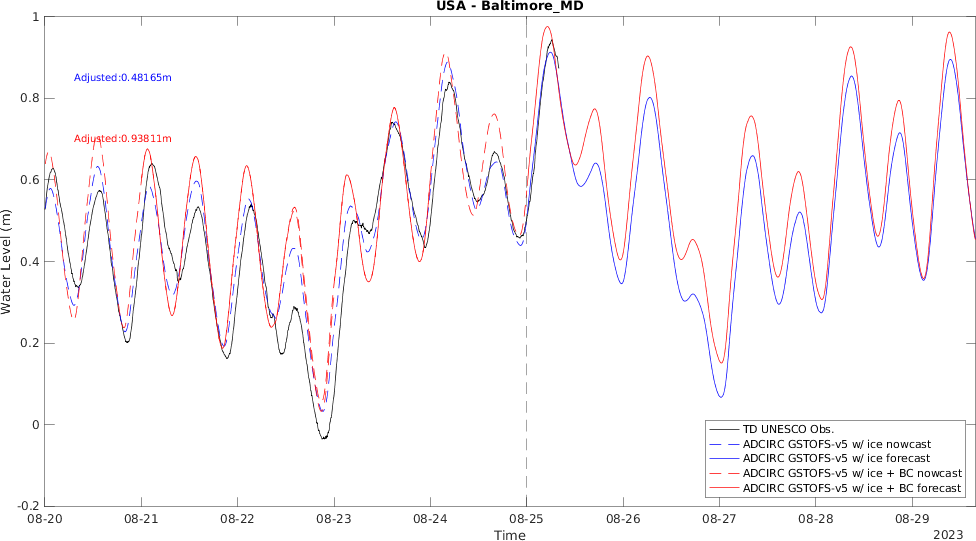 USA - Baltimore_MD
1
0.8
0.6
0.4
0.2
0
-0.2
Water Level (m)
Adjusted:0.48165m
Adjusted:0.93811m
TD UNESCO Obs.
ADCIRC GSTOFS-v5 w/ ice nowcast
ADCIRC GSTOFS-v5 w/ ice forecast
ADCIRC GSTOFS-v5 w/ ice + BC nowcast
ADCIRC GSTOFS-v5 w/ ice + BC forecast
08-20 08-21 08-22 08-23 08-24 08-25 08-26 08-27 08-28 08-29
Time
2023